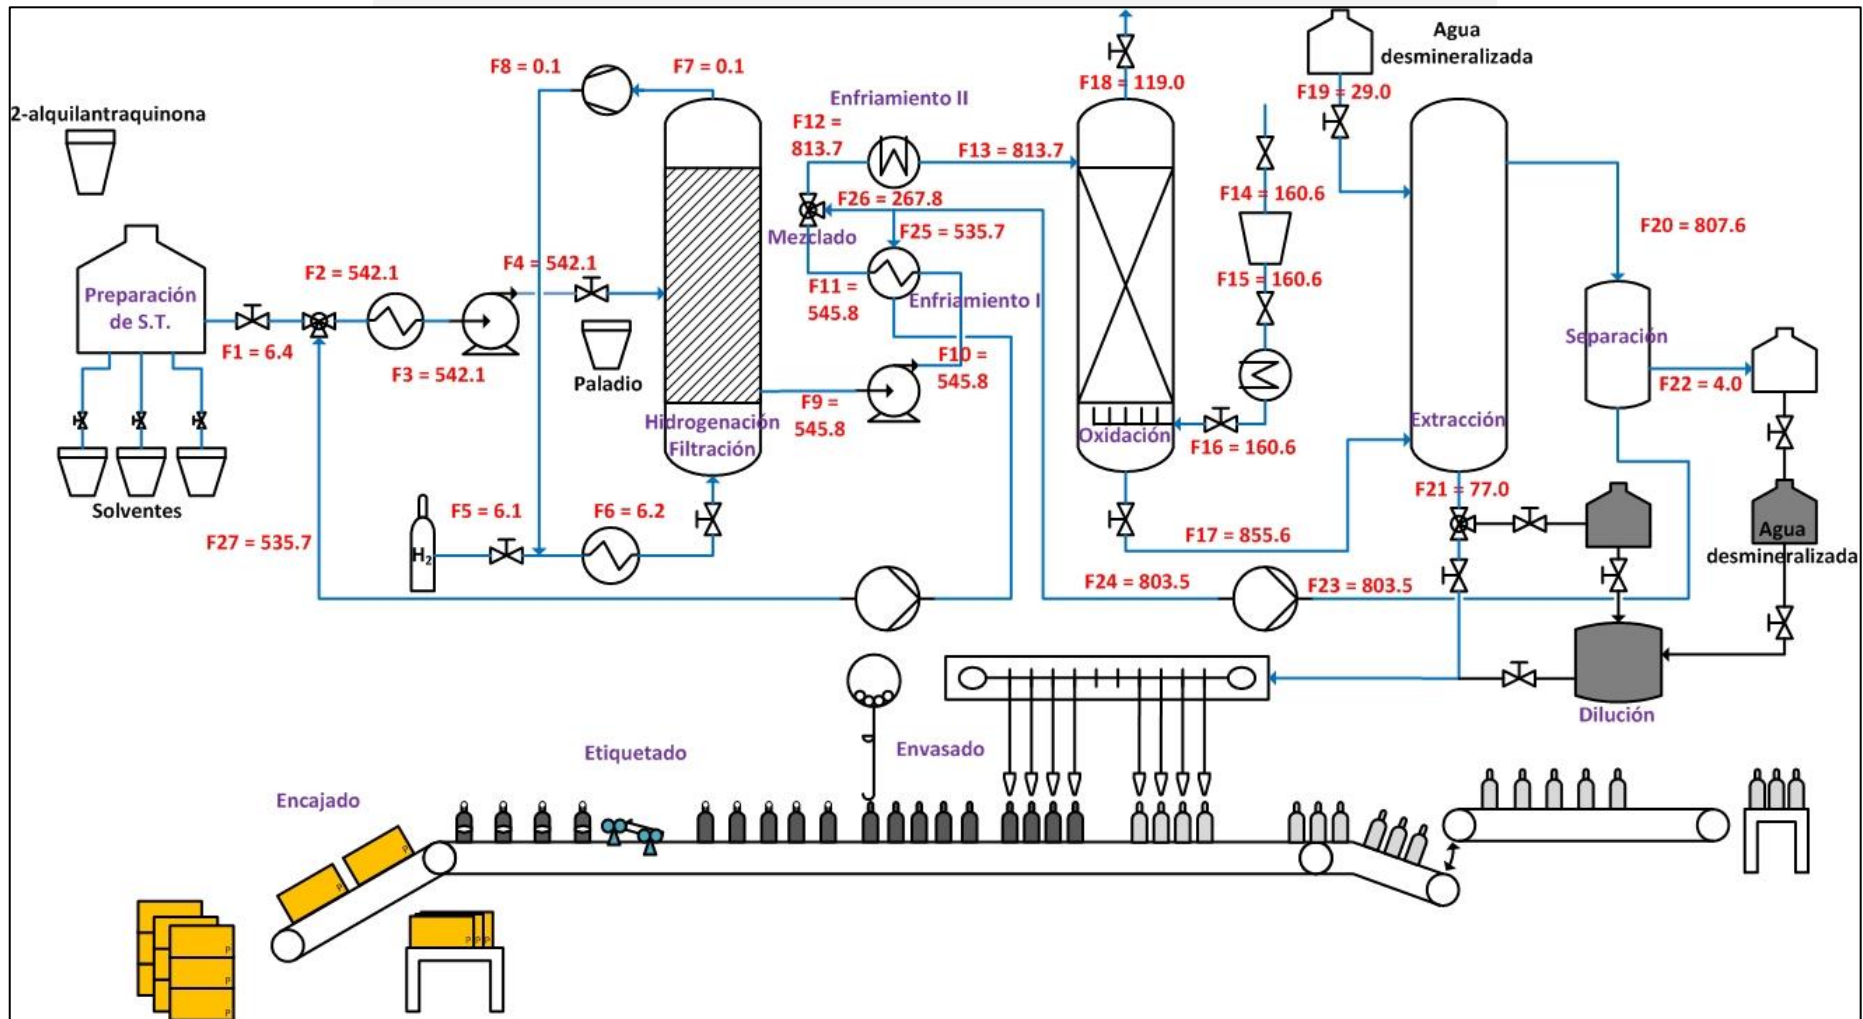 F8 = 0.1
F7 = 0.1
F18 = 119.0
Agua
desmineralizada
F19 = 29.0
2-alquilantraquinona
Enfriamiento II
F12 =
813.7
F13 = 813.7
F26 = 267.8
F14 = 160.6
F20 = 807.6
Mezclado
F25 = 535.7
F2 = 542.1
F4 = 542.1
F15 = 160.6
Preparación
de S.T.
F11 =
545.8
Enfriamiento I
F1 = 6.4
F3 = 542.1
Paladio
F10 =
545.8
Separación
F22 = 4.0
F9 =
545.8
Hidrogenación
Filtración
Oxidación
F16 = 160.6
Extracción
Solventes
F5 = 6.1
F6 = 6.2
F21 = 77.0
F27 = 535.7
H2
F17 = 855.6
Agua
desmineralizada
F24 = 803.5
F23 = 803.5
Dilución
Etiquetado
Envasado
Encajado
P
P
P
P
P
P
P
P